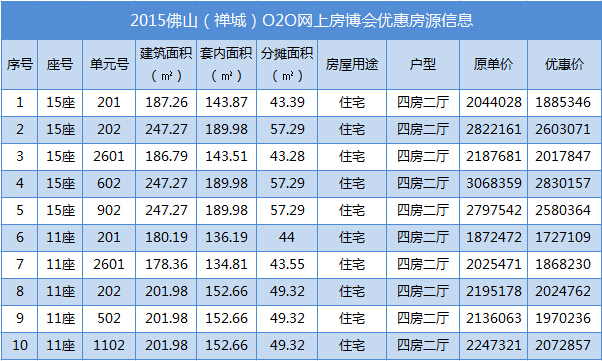 2015佛山（禅城）O2O网上房博会优惠房源信息
序号 座号 单元号 建筑面积（㎡） 套内面积（㎡） 分摊面积（㎡） 房屋用途 户型 原单价 优惠价
1 15座 201 187.26 143.87 43.39 住宅 四房二厅 2044028 1885346
2 15座 202 247.27 189.98 57.29 住宅 四房二厅 2822161 2603071
3 15座 2601 186.79 143.51 43.28 住宅 四房二厅 2187681 2017847
4 15座 602 247.27 189.98 57.29 住宅 四房二厅 3068359 2830157
5 15座 902 247.27 189.98 57.29 住宅 四房二厅 2797542 2580364
6 11座 201 180.19 136.19 44 住宅 四房二厅 1872472 1727109
7 11座 2601 178.36 134.81 43.55 住宅 四房二厅 2025471 1868230
8 11座 202 201.98 152.66 49.32 住宅 四房二厅 2195178 2024762
9 11座 502 201.98 152.66 49.32 住宅 四房二厅 2136063 1970236
10 11座 1102 201.98 152.66 49.32 住宅 四房二厅 2247321 2072857